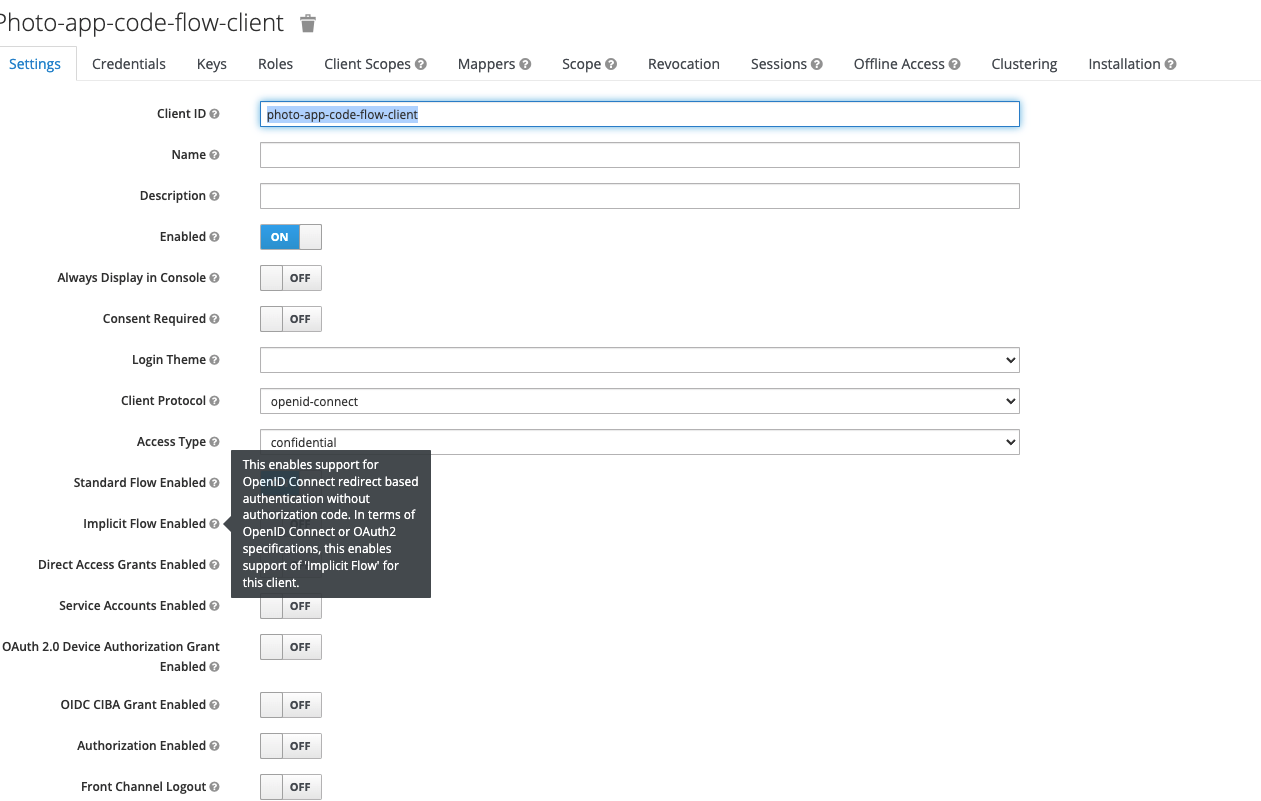 Photo-app-code-flow-client
Settings Credentials Keys Roles Client Scopes Mappers Scope Revocation Sessions Offline Access Clustering Installation
Client ID photo-app-code-flow-client
Name
Description
Enabled ON
Always Display in Console OFF
Consent Required OFF
Login Theme
Client Protocol openid-connect
Access Type confidential
Standard Flow Enabled
Implicit Flow Enabled
This enables support for
OpenID Connect redirect based
authentication without
authorization code. In terms of
OpenID Connect or OAuth2
specifications, this enables
support of 'Implicit Flow' for
this client.
Direct Access Grants Enabled
Service Accounts Enabled OFF
OAuth 2.0 Device Authorization Grant
Enabled OFF
OIDC CIBA Grant Enabled OFF
Authorization Enabled OFF
Front Channel Logout OFF